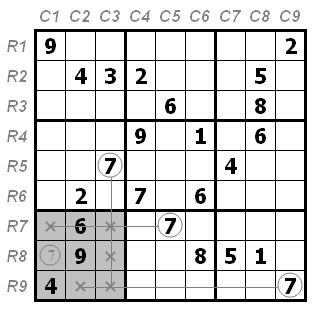 C1 C2 C3 C4 C5 C6 C7 C8 C9
R1 9 2
R2 4 3 2 5
R3 6 8
R4 9 1 6
R5 7 4
R6 2 7 6
R7 × 6 × 7
R8 7 9 × 8 5 1
R9 4 × × 7